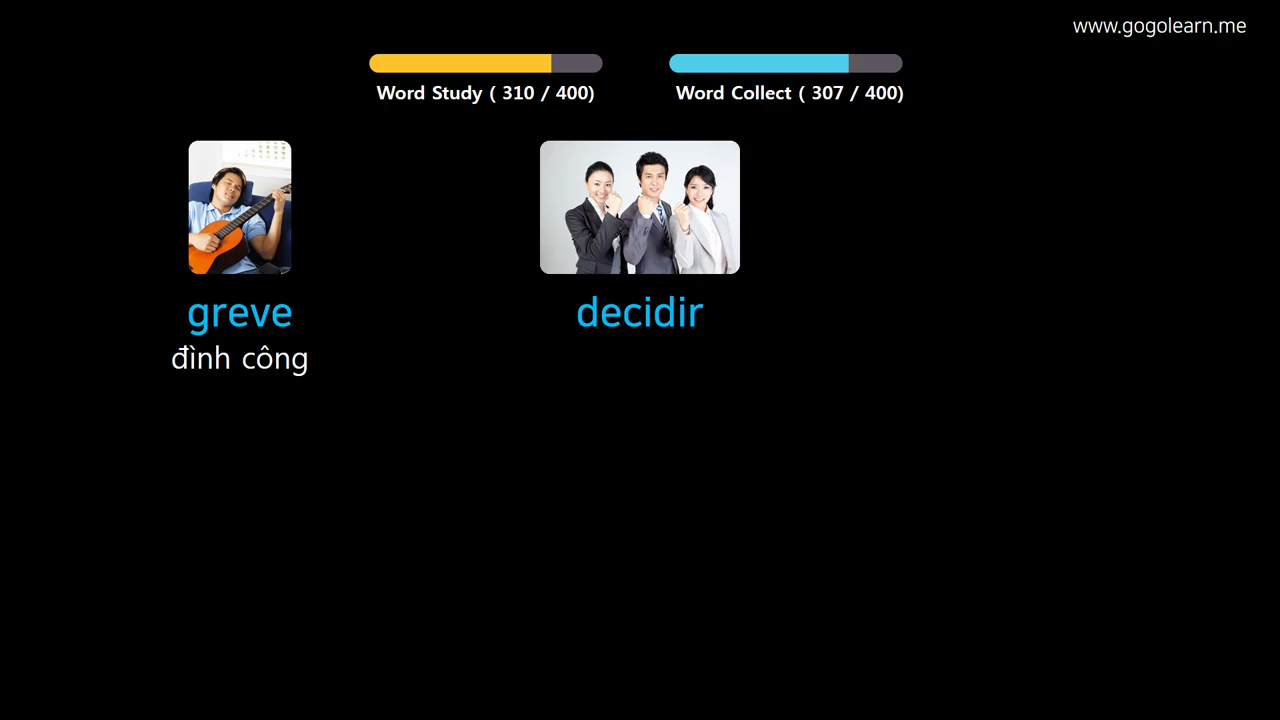 www.gogolearn.me
Word Study ( 310 / 400)
Word Collect ( 307 / 400)
greve
decidir
đình công